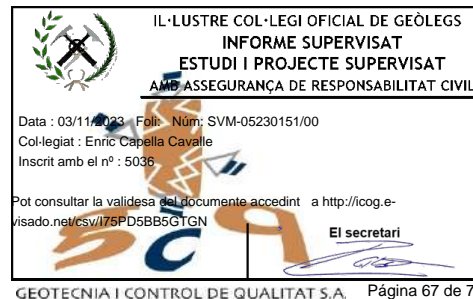 IL·LUSTRE COL·LEGI OFICIAL DE GEÒLEGS
INFORME SUPERVISAT
ESTUDI I PROJECTE SUPERVISAT
AMB ASSEGURANÇA DE RESPONSABILITAT CIVIL
Data : 03/11/2023 Foli: Núm: SVM-05230151/00
Col·legiat : Enric Capella Cavalle
Inscrit amb el nº : 5036
Pot consultar la validesa del documente accedint a http://icog.e-
visado.net/csv/I75PD5BB5GTGN
El secretari
GEOTECNIA I CONTROL DE QUALITAT S.A.
Página 67 de 7